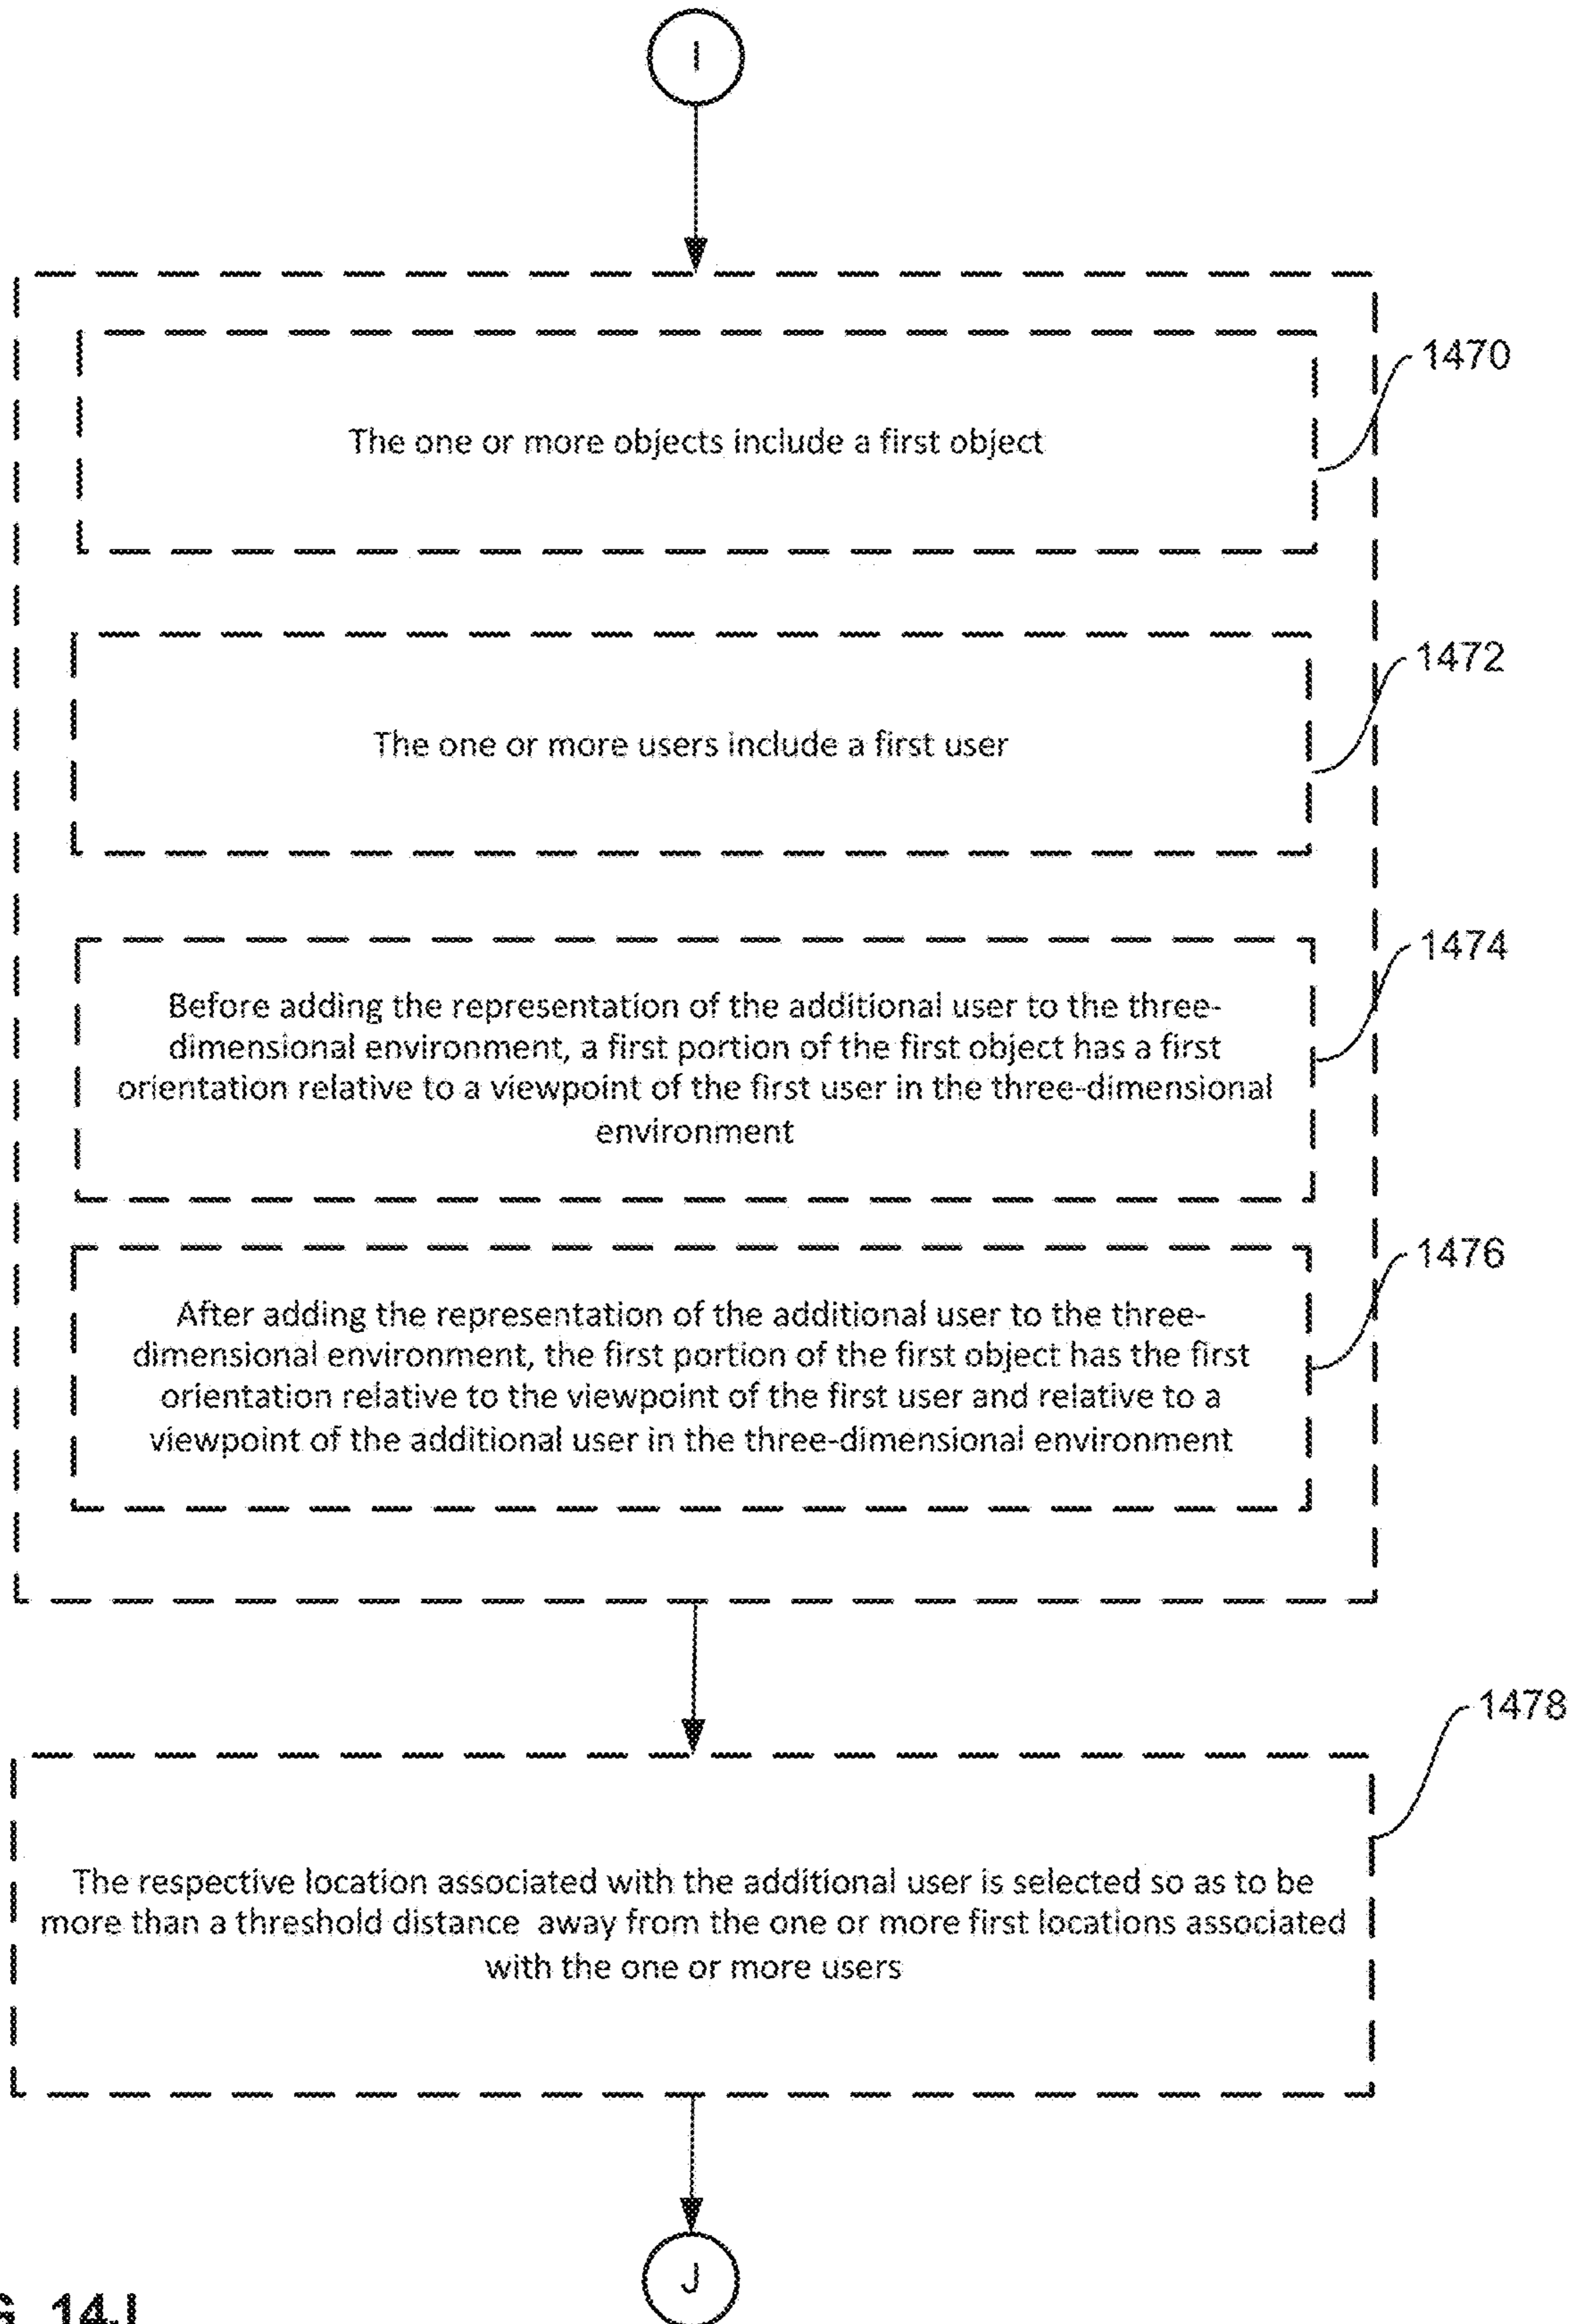 I
1470
The one or more objects include a first object
1472
The one or more users include a first user
1474
Before adding the representation of the additional user to the three-
dimensional environment, a first portion of the first object has a first
orientation relative to a viewpoint of the first user in the three-dimensional
environment
1476
After adding the representation of the additional user to the three-
dimensional environment, the first portion of the first object has the first
orientation relative to the viewpoint of the first user and relative to a
viewpoint of the additional user in the three-dimensional environment
1478
The respective location associated with the additional user is selected so as to be
more than a threshold distance away from the one or more first locations associated
with the one or more users
J